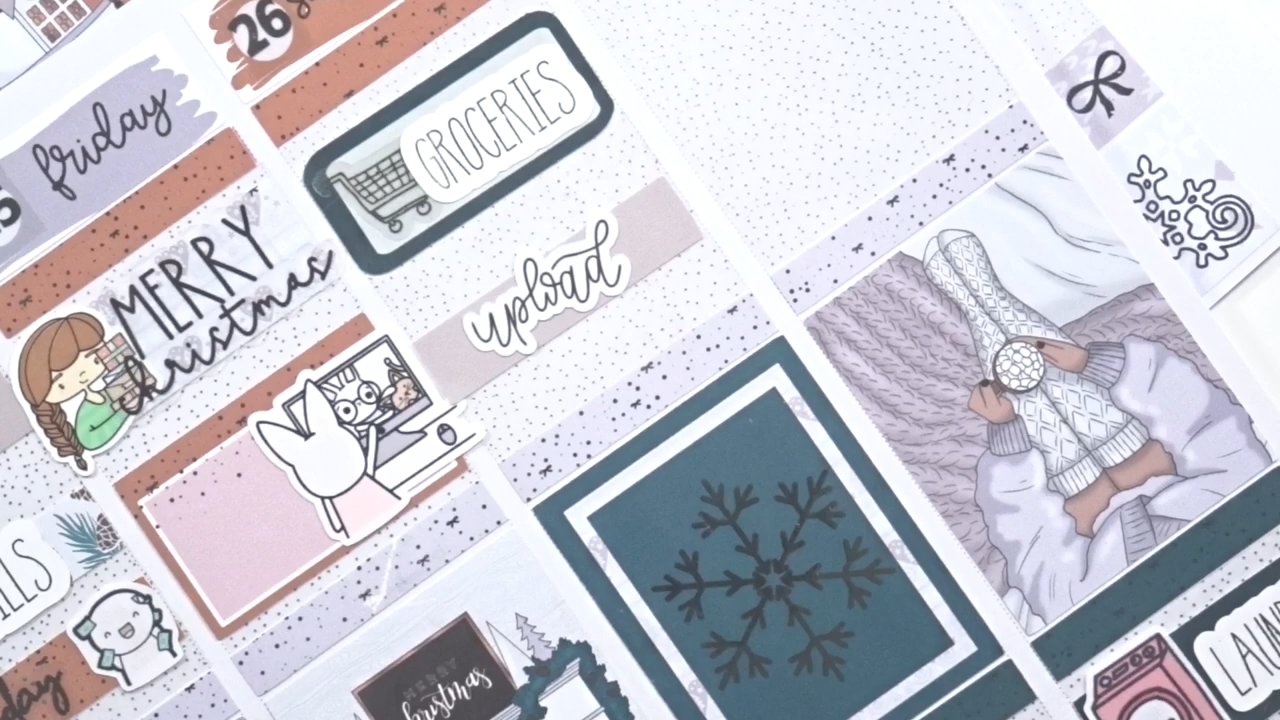 26
friday
GROCERIES
MERRY
christmas
upload
MERRY
christmas